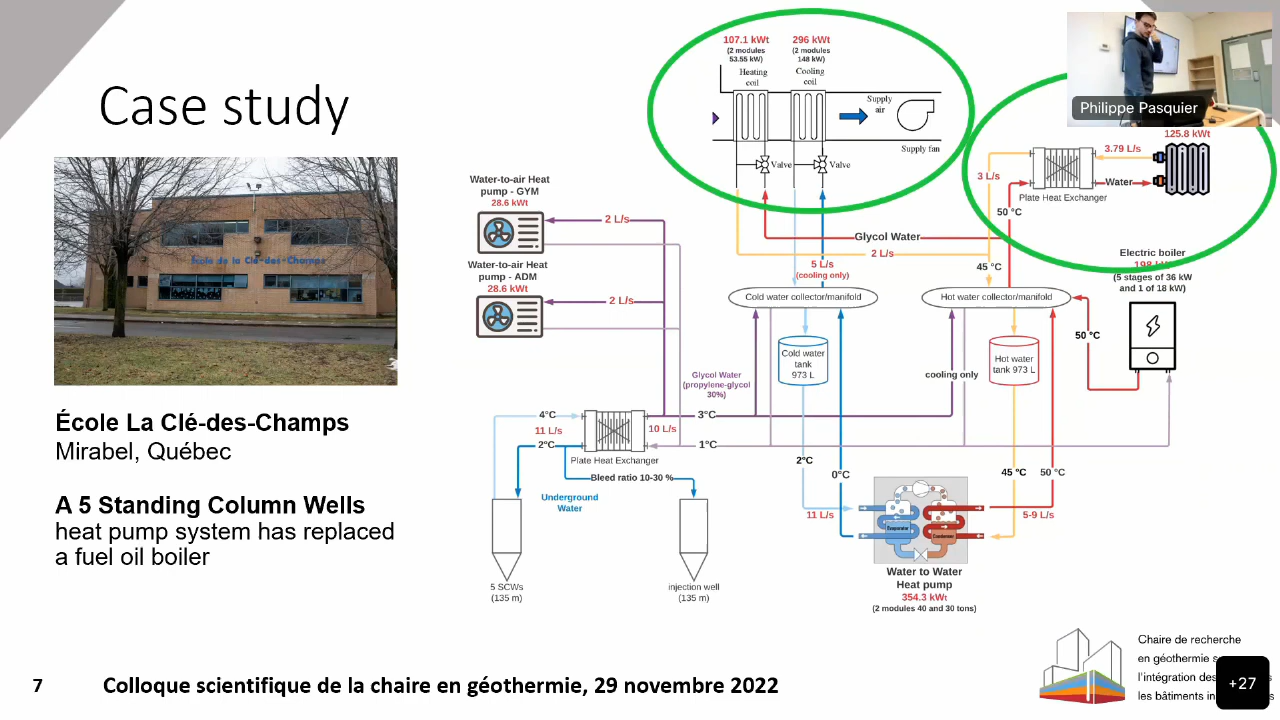 Case study
École de la Clé-des-Champs
École La Clé-des-Champs
Mirabel, Québec
A 5 Standing Column Wells
heat pump system has replaced
a fuel oil boiler
107.1 kWt
(2 modules
53.55 kW)
Heating
coil
296 kWt
(2 modules
148 kW)
Cooling
coil
Supply
air
Supply fan
Valve
Valve
Philippe Pasquier
125.8 kWt
3.79 L/s
3 L/s
Water
Plate Heat Exchanger
50 °C
Water-to-air Heat
pump - GYM
28.6 kWt
2 L/s
Water-to-air Heat
pump - ADM
28.6 kWt
2 L/s
Glycol Water
2 L/s
5 L/s
(cooling only)
45 °C
Electric boiler
(5 stages of 36 kW
and 1 of 18 kW)
Cold water collector/manifold
Hot water collector/manifold
50 °C
Cold water
tank
973 L
Hot water
tank 973 L
Glycol Water
(propylene-glycol
30%)
cooling only
4°C
11 L/s
2°C
10 L/s
3°C
1°C
Plate Heat Exchanger
Bleed ratio 10-30 %
Underground
Water
2°C
0°C
45 °C
50 °C
11 L/s
5-9 L/s
Evaporator
Condenser
Water to Water
Heat pump
354.3 kWt
(2 modules 40 and 30 tons)
5 SCWs
(135 m)
injection well
(135 m)
7
Colloque scientifique de la chaire en géothermie, 29 novembre 2022
Chaire de recherche
en géothermie
l'intégration des
les bâtiments
+27